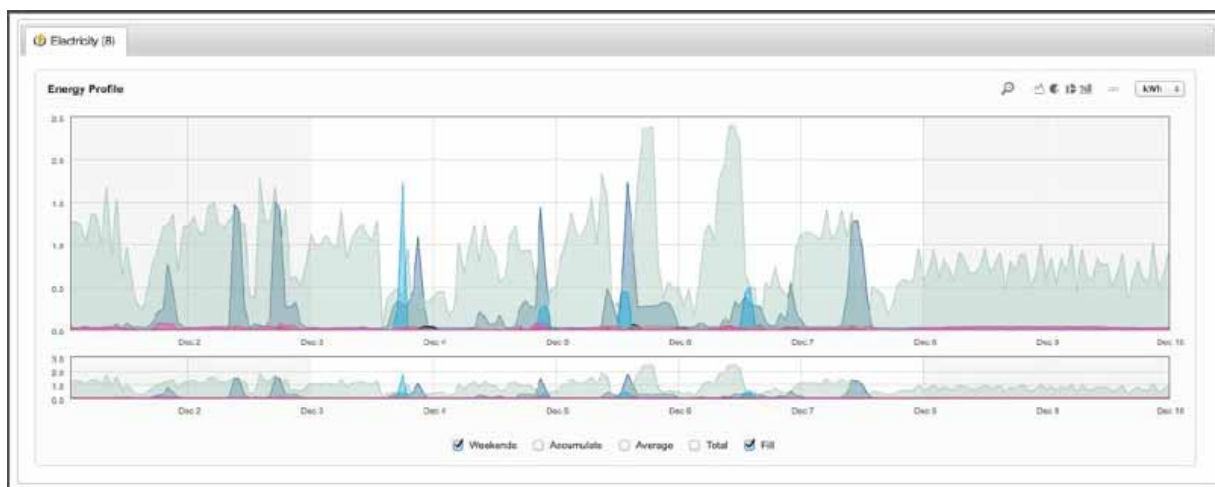 Electricity (8)
Energy Profile
kWh
2.5
2.0
1.5
1.0
0.5
0.0
Dec 2 Dec 3 Dec 4 Dec 5 Dec 6 Dec 7 Dec 8 Dec 9 Dec 10
3.0
2.0
1.0
0.0
Dec 2 Dec 3 Dec 4 Dec 5 Dec 6 Dec 7 Dec 8 Dec 9 Dec 10
Weekends Accumulate Average Total Fill